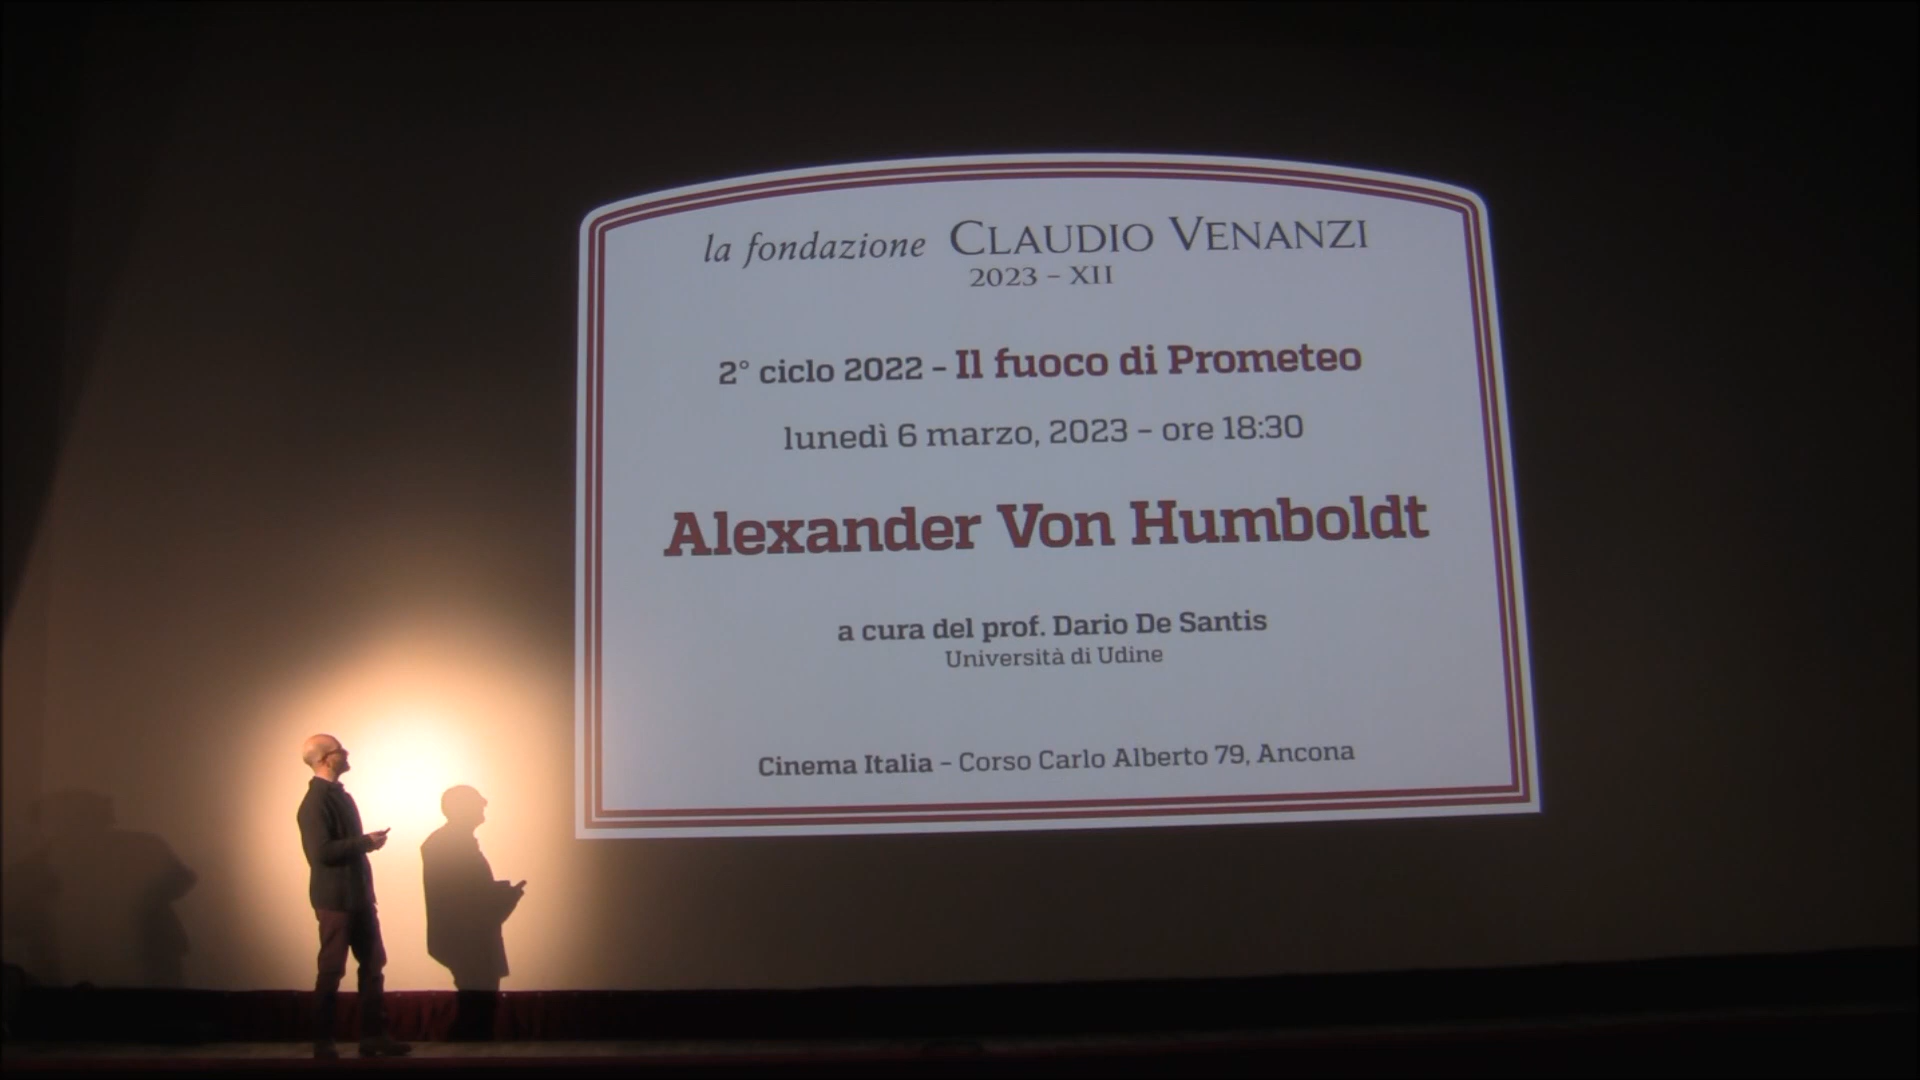 la fondazione CLAUDIO VENANZI
2023 – XII
2° ciclo 2022 – Il fuoco di Prometeo
lunedì 6 marzo, 2023 – ore 18:30
Alexander Von Humboldt
a cura del prof. Dario De Santis
Università di Udine
Cinema Italia – Corso Carlo Alberto 79, Ancona